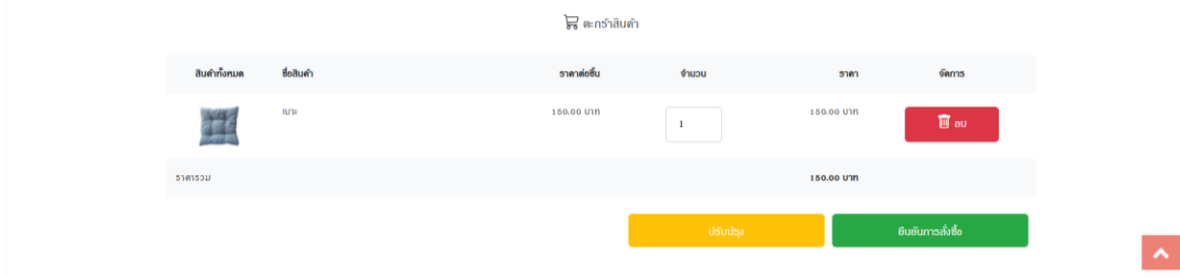 ตะกร้าสินค้า
สินค้าทั้งหมด ชื่อสินค้า ราคาต่อชิ้น จำนวน ราคา จัดการ
เบาะ 150.00 บาท 1 150.00 บาท ลบ
ราคารวม 150.00 บาท
ปรับปรุง ยืนยันการสั่งซื้อ